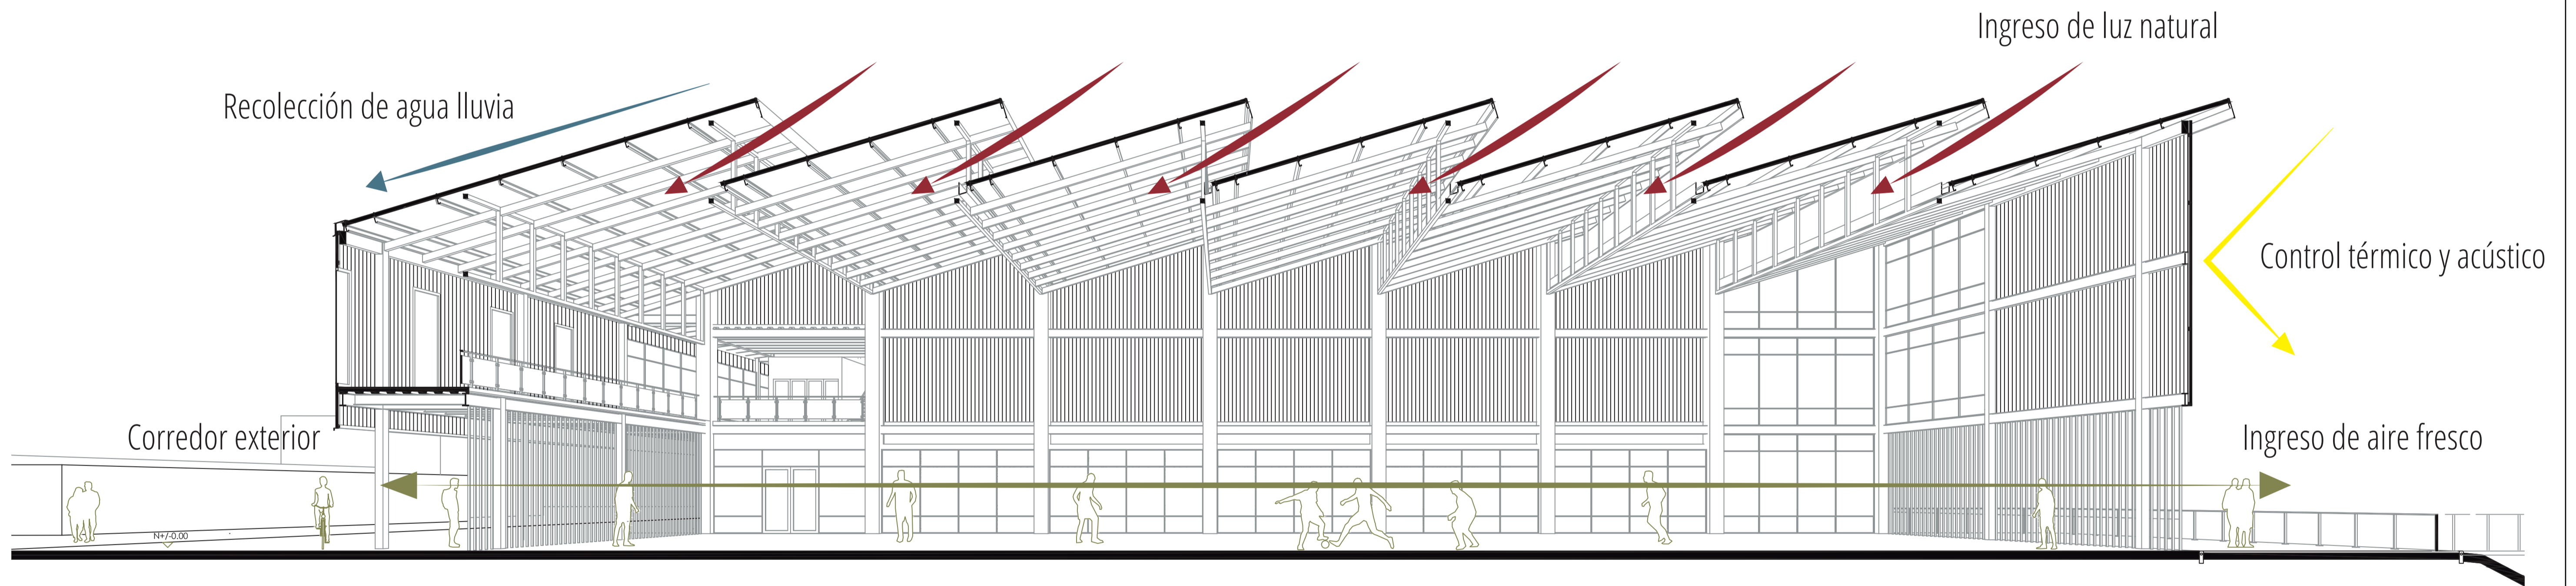 Ingreso de luz natural
Recolección de agua lluvia
Control térmico y acústico
Corredor exterior
Ingreso de aire fresco
N+/-0.00